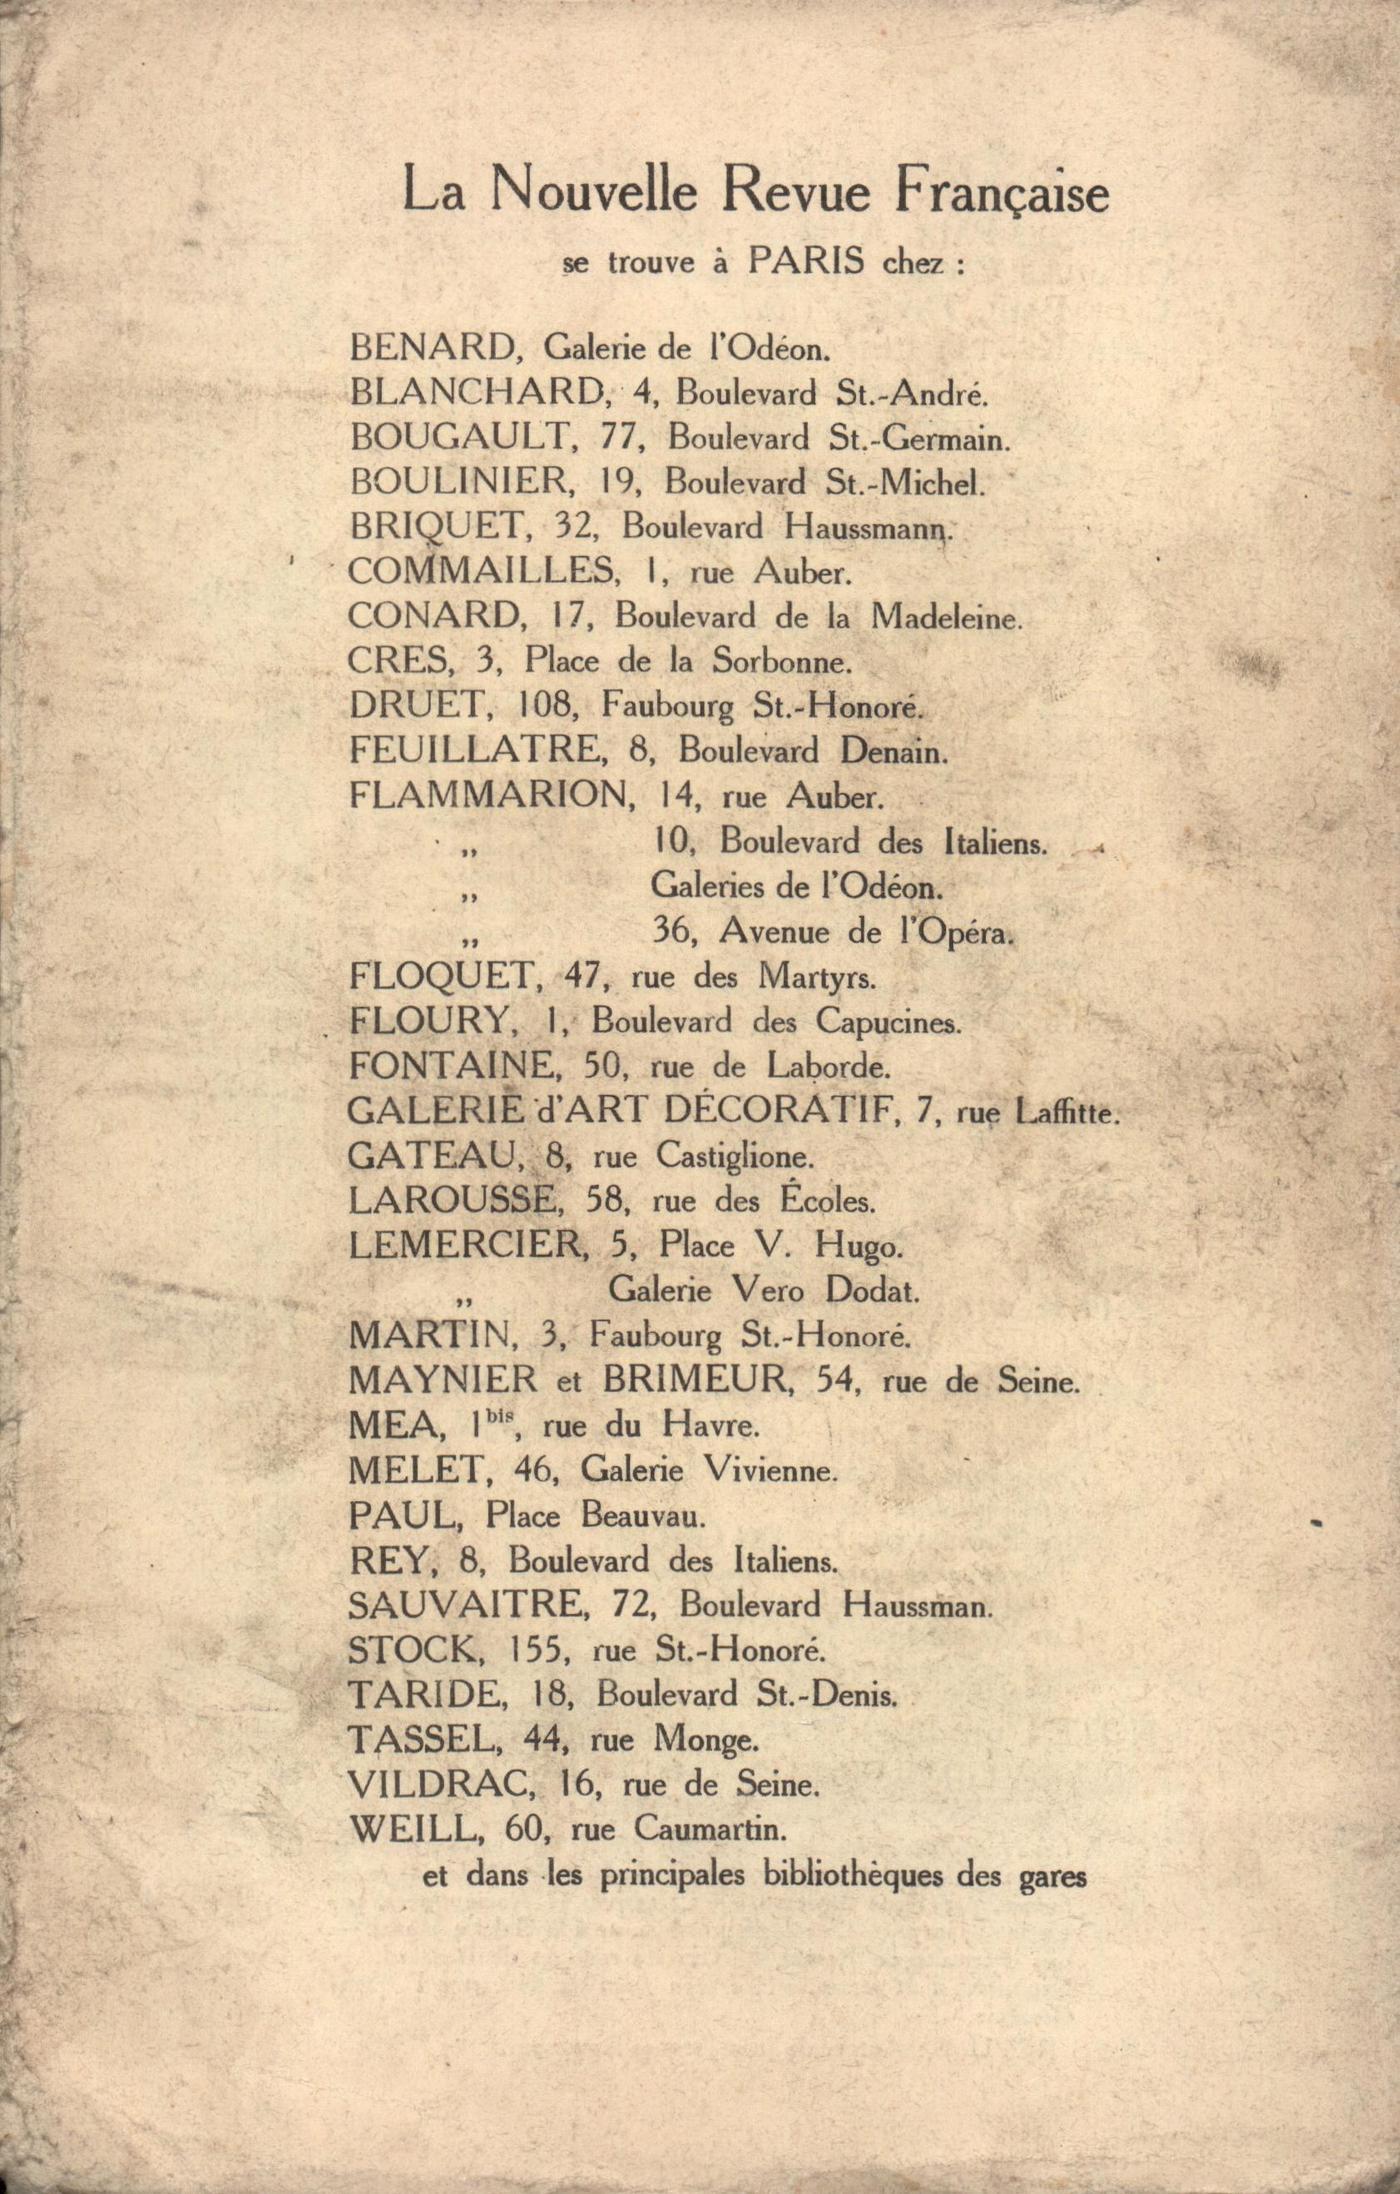 La Nouvelle Revue Française
se trouve à PARIS chez :
BENARD, Galerie de l'Odéon.
BLANCHARD, 4, Boulevard St.-André.
BOUGAULT, 77, Boulevard St.-Germain.
BOULINIER, 19, Boulevard St.-Michel.
BRIQUET, 32, Boulevard Haussmann.
COMMAILLES, 1, rue Auber.
CONARD, 17, Boulevard de la Madeleine.
CRES, 3, Place de la Sorbonne.
DRUET, 108, Faubourg St.-Honoré.
FEUILLATRE, 8, Boulevard Denain.
FLAMMARION, 14, rue Auber.
„ 10, Boulevard des Italiens.
„ Galeries de l'Odéon.
„ 36, Avenue de l'Opéra.
FLOQUET, 47, rue des Martyrs.
FLOURY, 1, Boulevard des Capucines.
FONTAINE, 50, rue de Laborde.
GALERIE d'ART DÉCORATIF, 7, rue Laffitte.
GATEAU, 8, rue Castiglione.
LAROUSSE, 58, rue des Écoles.
LEMERCIER, 5, Place V. Hugo.
„ Galerie Vero Dodat.
MARTIN, 3, Faubourg St.-Honoré.
MAYNIER et BRIMEUR, 54, rue de Seine.
MEA, 1bis, rue du Havre.
MELET, 46, Galerie Vivienne.
PAUL, Place Beauvau.
REY, 8, Boulevard des Italiens.
SAUVAITRE, 72, Boulevard Haussman.
STOCK, 155, rue St.-Honoré.
TARIDE, 18, Boulevard St.-Denis.
TASSEL, 44, rue Monge.
VILDRAC, 16, rue de Seine.
WEILL, 60, rue Caumartin.
et dans les principales bibliothèques des gares